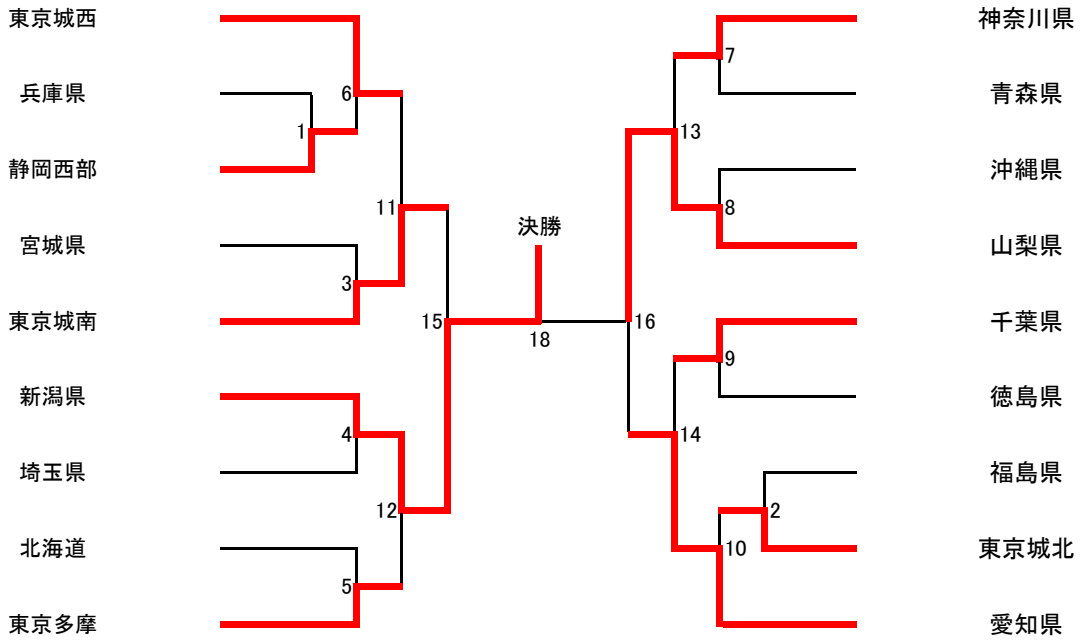 東京城西
神奈川県
7
兵庫県
6
青森県
1
13
静岡西部
沖縄県
11
8
決勝
宮城県
山梨県
3
東京城南
15
18
16
千葉県
9
新潟県
徳島県
4
14
埼玉県
福島県
12
2
北海道
10
東京城北
5
東京多摩
愛知県